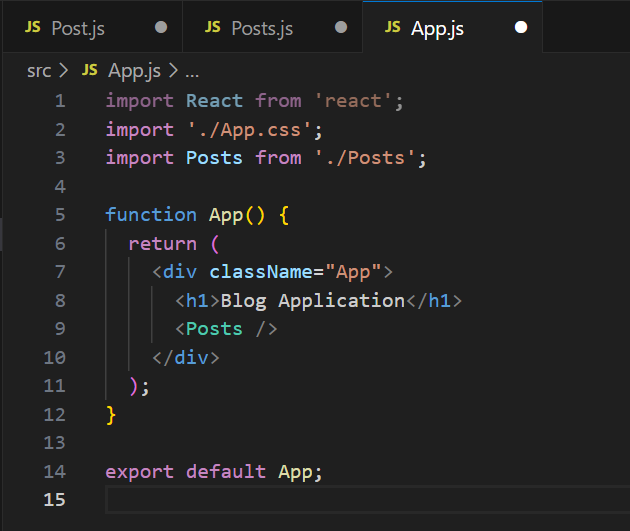 JS Post.js JS Posts.js JS App.js
src > JS App.js > ...
1 import React from 'react';
2 import './App.css';
3 import Posts from './Posts';
4
5 function App() {
6   return (
7     <div className="App">
8       <h1>Blog Application</h1>
9       <Posts />
10     </div>
11   );
12 }
13
14 export default App;
15